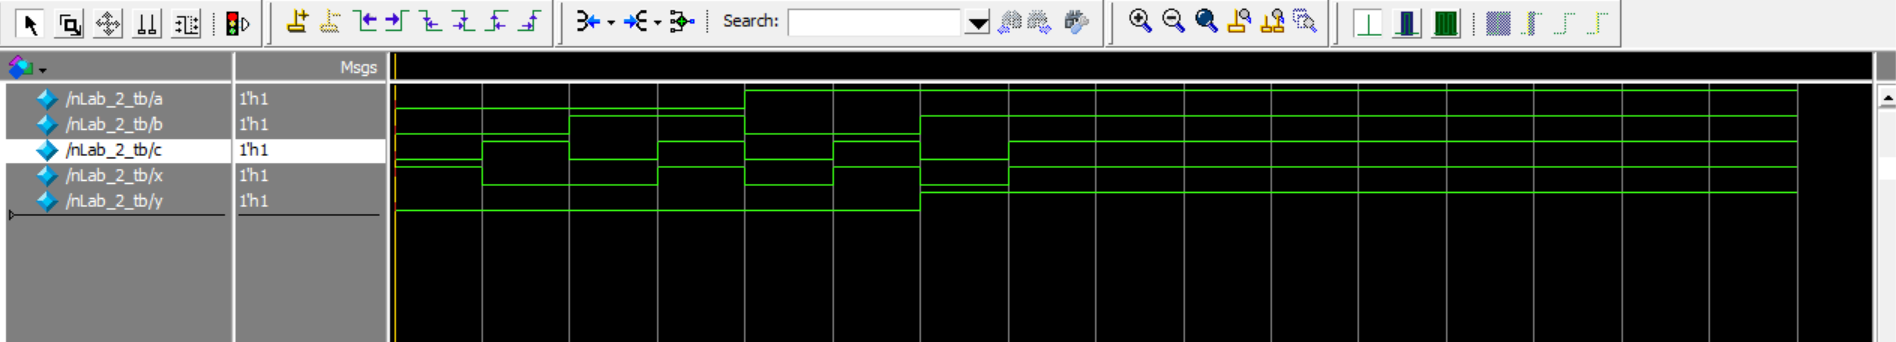 Search:
Msgs
/nLab_2_tb/a 1'h1
/nLab_2_tb/b 1'h1
/nLab_2_tb/c 1'h1
/nLab_2_tb/x 1'h1
/nLab_2_tb/y 1'h1